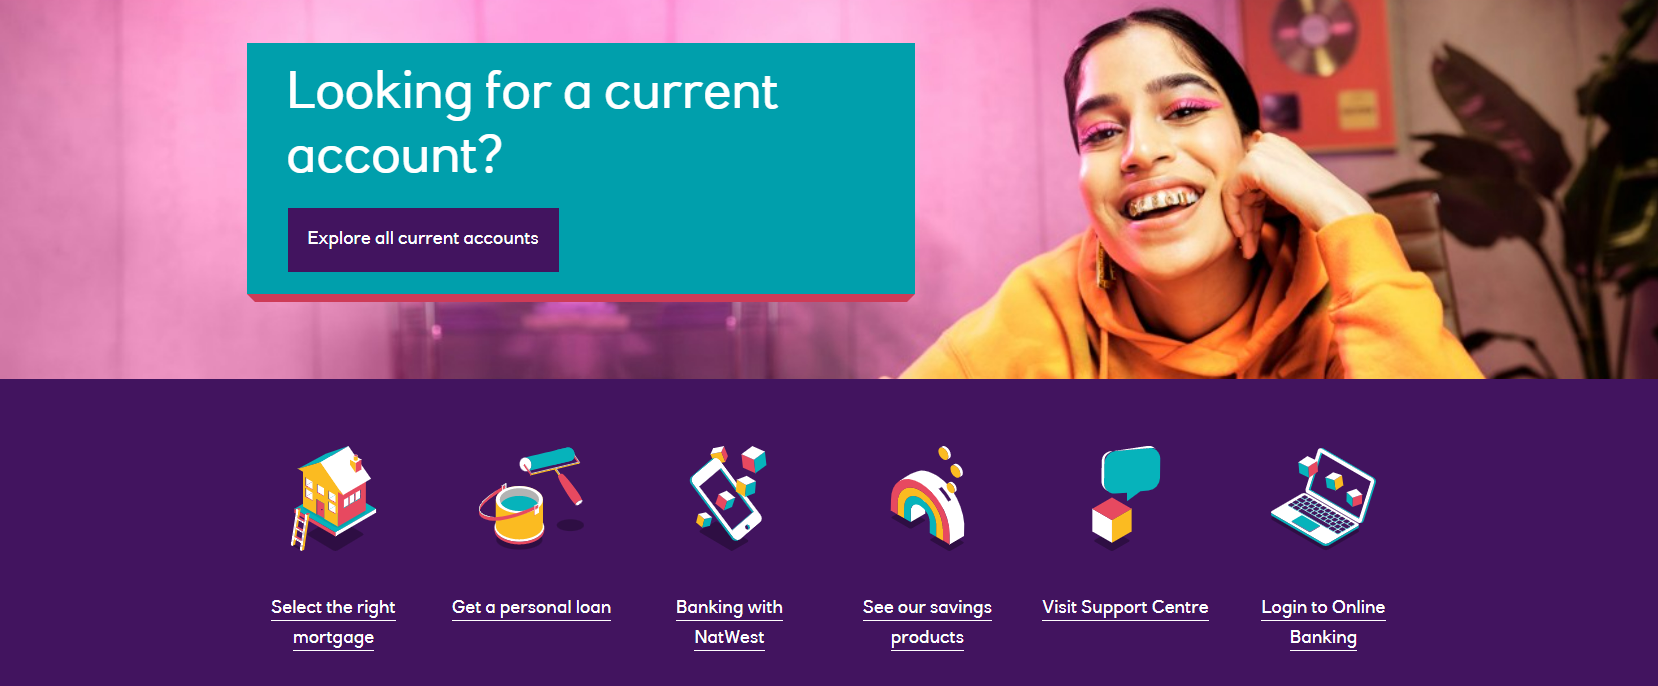 Looking for a current
account?
Explore all current accounts
Select the right
mortgage
Get a personal loan
Banking with
NatWest
See our savings
products
Visit Support Centre
Login to Online
Banking